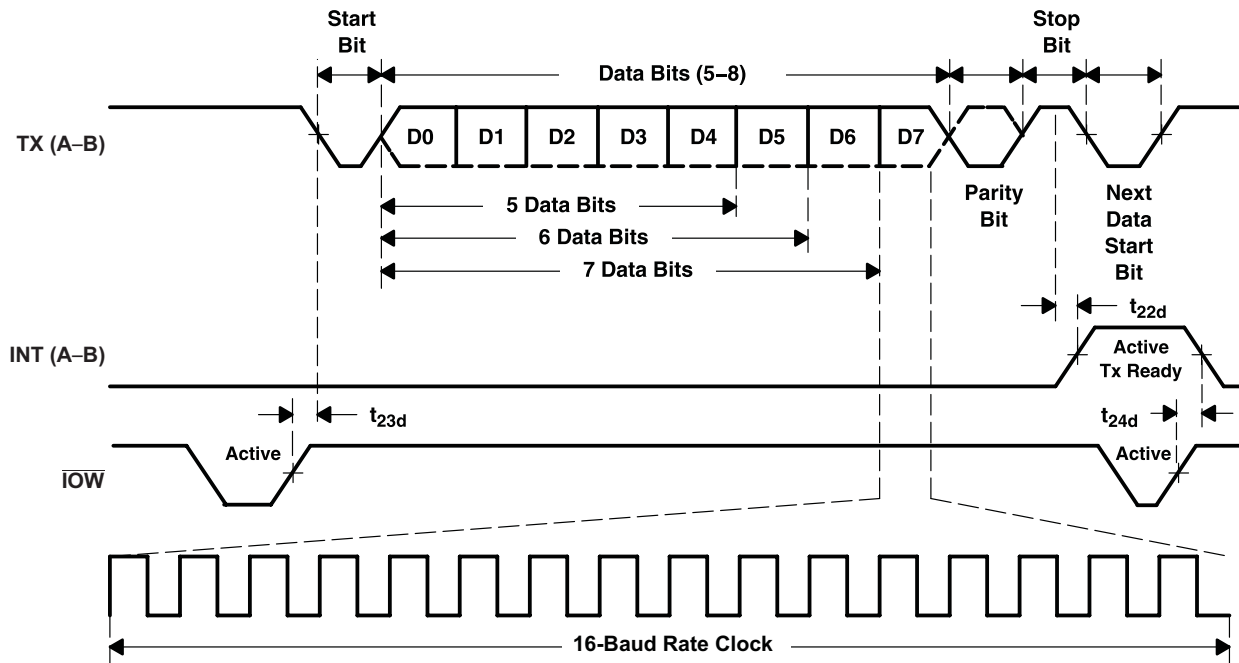 Start
Bit
Data Bits (5–8)
Stop
Bit
TX (A–B)
D0
D1
D2
D3
D4
D5
D6
D7
Parity
Bit
Next
Data
Start
Bit
5 Data Bits
6 Data Bits
7 Data Bits
t22d
INT (A–B)
Active
Tx Ready
t23d
t24d
IOW
Active
Active
16-Baud Rate Clock